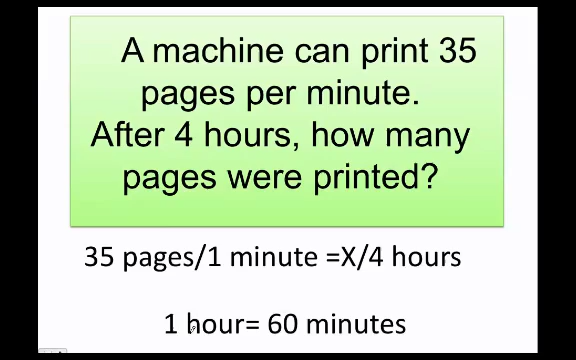 A machine can print 35
pages per minute.
After 4 hours, how many
pages were printed?
35 pages/1 minute =X/4 hours
1 hour= 60 minutes